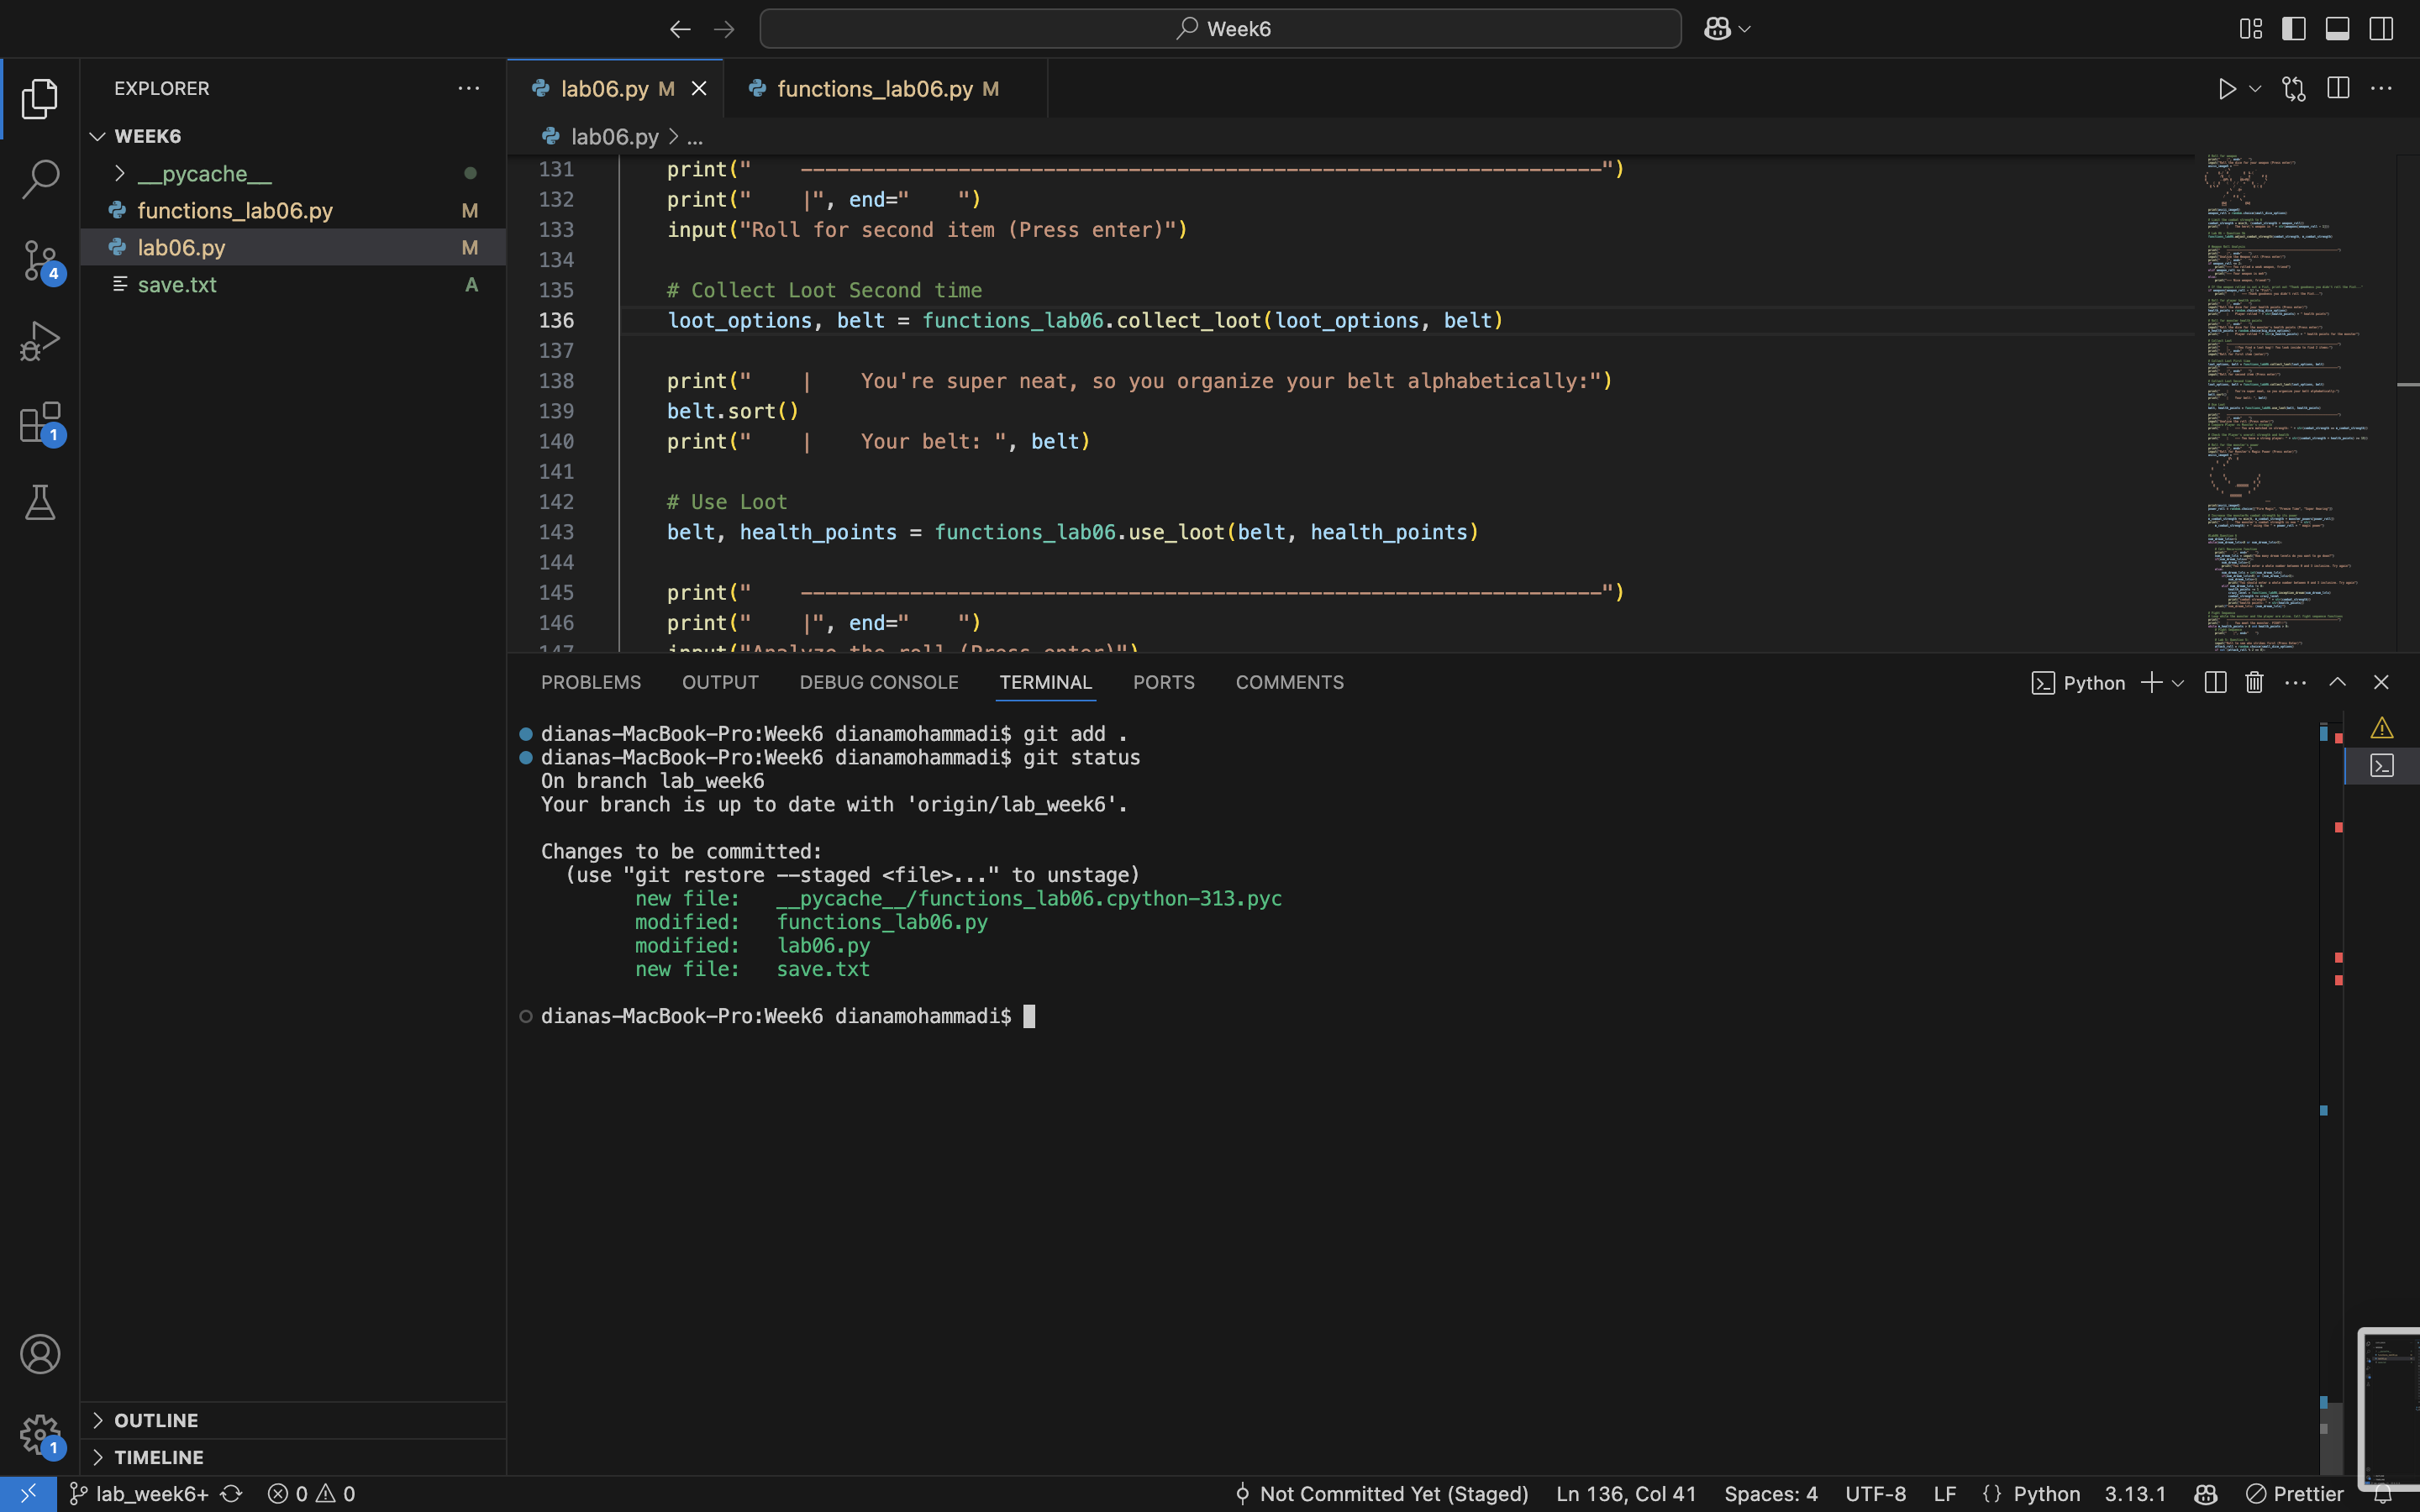 Week6
EXPLORER
lab06.py M
functions_lab06.py M
WEEK6
lab06.py > ...
__pycache__
functions_lab06.py M
lab06.py M
save.txt A
4
1
131 print("    ------------------------------------------------------------------")
132 print("    |", end="    ")
133 input("Roll for second item (Press enter)")
134
135 # Collect Loot Second time
136 loot_options, belt = functions_lab06.collect_loot(loot_options, belt)
137
138 print("    |    You're super neat, so you organize your belt alphabetically:")
139 belt.sort()
140 print("    |    Your belt: ", belt)
141
142 # Use Loot
143 belt, health_points = functions_lab06.use_loot(belt, health_points)
144
145 print("    ------------------------------------------------------------------")
146 print("    |", end="    ")
147 input("Analyze the roll (Press enter)")
PROBLEMS OUTPUT DEBUG CONSOLE TERMINAL PORTS COMMENTS
Python
dianas-MacBook-Pro:Week6 dianamohammadi$ git add .
dianas-MacBook-Pro:Week6 dianamohammadi$ git status
On branch lab_week6
Your branch is up to date with 'origin/lab_week6'.
Changes to be committed:
(use "git restore --staged <file>..." to unstage)
new file:   __pycache__/functions_lab06.cpython-313.pyc
modified:   functions_lab06.py
modified:   lab06.py
new file:   save.txt
dianas-MacBook-Pro:Week6 dianamohammadi$
OUTLINE
1
TIMELINE
lab_week6+ 0 0 Not Committed Yet (Staged) Ln 136, Col 41 Spaces: 4 UTF-8 LF {} Python 3.13.1 Prettier